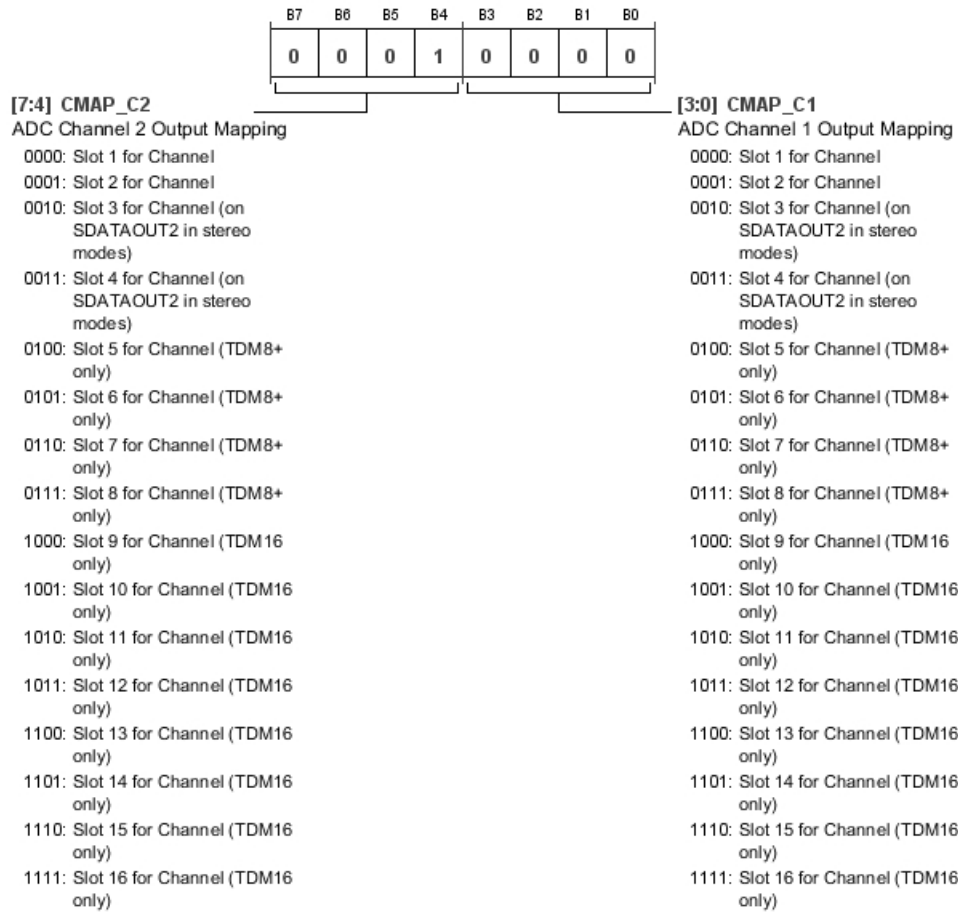 B7 B6 B5 B4 B3 B2 B1 B0
0 0 0 1 0 0 0 0
[7:4] CMAP_C2
ADC Channel 2 Output Mapping
0000: Slot 1 for Channel
0001: Slot 2 for Channel
0010: Slot 3 for Channel (on
SDATAOUT2 in stereo
modes)
0011: Slot 4 for Channel (on
SDATAOUT2 in stereo
modes)
0100: Slot 5 for Channel (TDM8+
only)
0101: Slot 6 for Channel (TDM8+
only)
0110: Slot 7 for Channel (TDM8+
only)
0111: Slot 8 for Channel (TDM8+
only)
1000: Slot 9 for Channel (TDM16
only)
1001: Slot 10 for Channel (TDM16
only)
1010: Slot 11 for Channel (TDM16
only)
1011: Slot 12 for Channel (TDM16
only)
1100: Slot 13 for Channel (TDM16
only)
1101: Slot 14 for Channel (TDM16
only)
1110: Slot 15 for Channel (TDM16
only)
1111: Slot 16 for Channel (TDM16
only)
[3:0] CMAP_C1
ADC Channel 1 Output Mapping
0000: Slot 1 for Channel
0001: Slot 2 for Channel
0010: Slot 3 for Channel (on
SDATAOUT2 in stereo
modes)
0011: Slot 4 for Channel (on
SDATAOUT2 in stereo
modes)
0100: Slot 5 for Channel (TDM8+
only)
0101: Slot 6 for Channel (TDM8+
only)
0110: Slot 7 for Channel (TDM8+
only)
0111: Slot 8 for Channel (TDM8+
only)
1000: Slot 9 for Channel (TDM16
only)
1001: Slot 10 for Channel (TDM16
only)
1010: Slot 11 for Channel (TDM16
only)
1011: Slot 12 for Channel (TDM16
only)
1100: Slot 13 for Channel (TDM16
only)
1101: Slot 14 for Channel (TDM16
only)
1110: Slot 15 for Channel (TDM16
only)
1111: Slot 16 for Channel (TDM16
only)